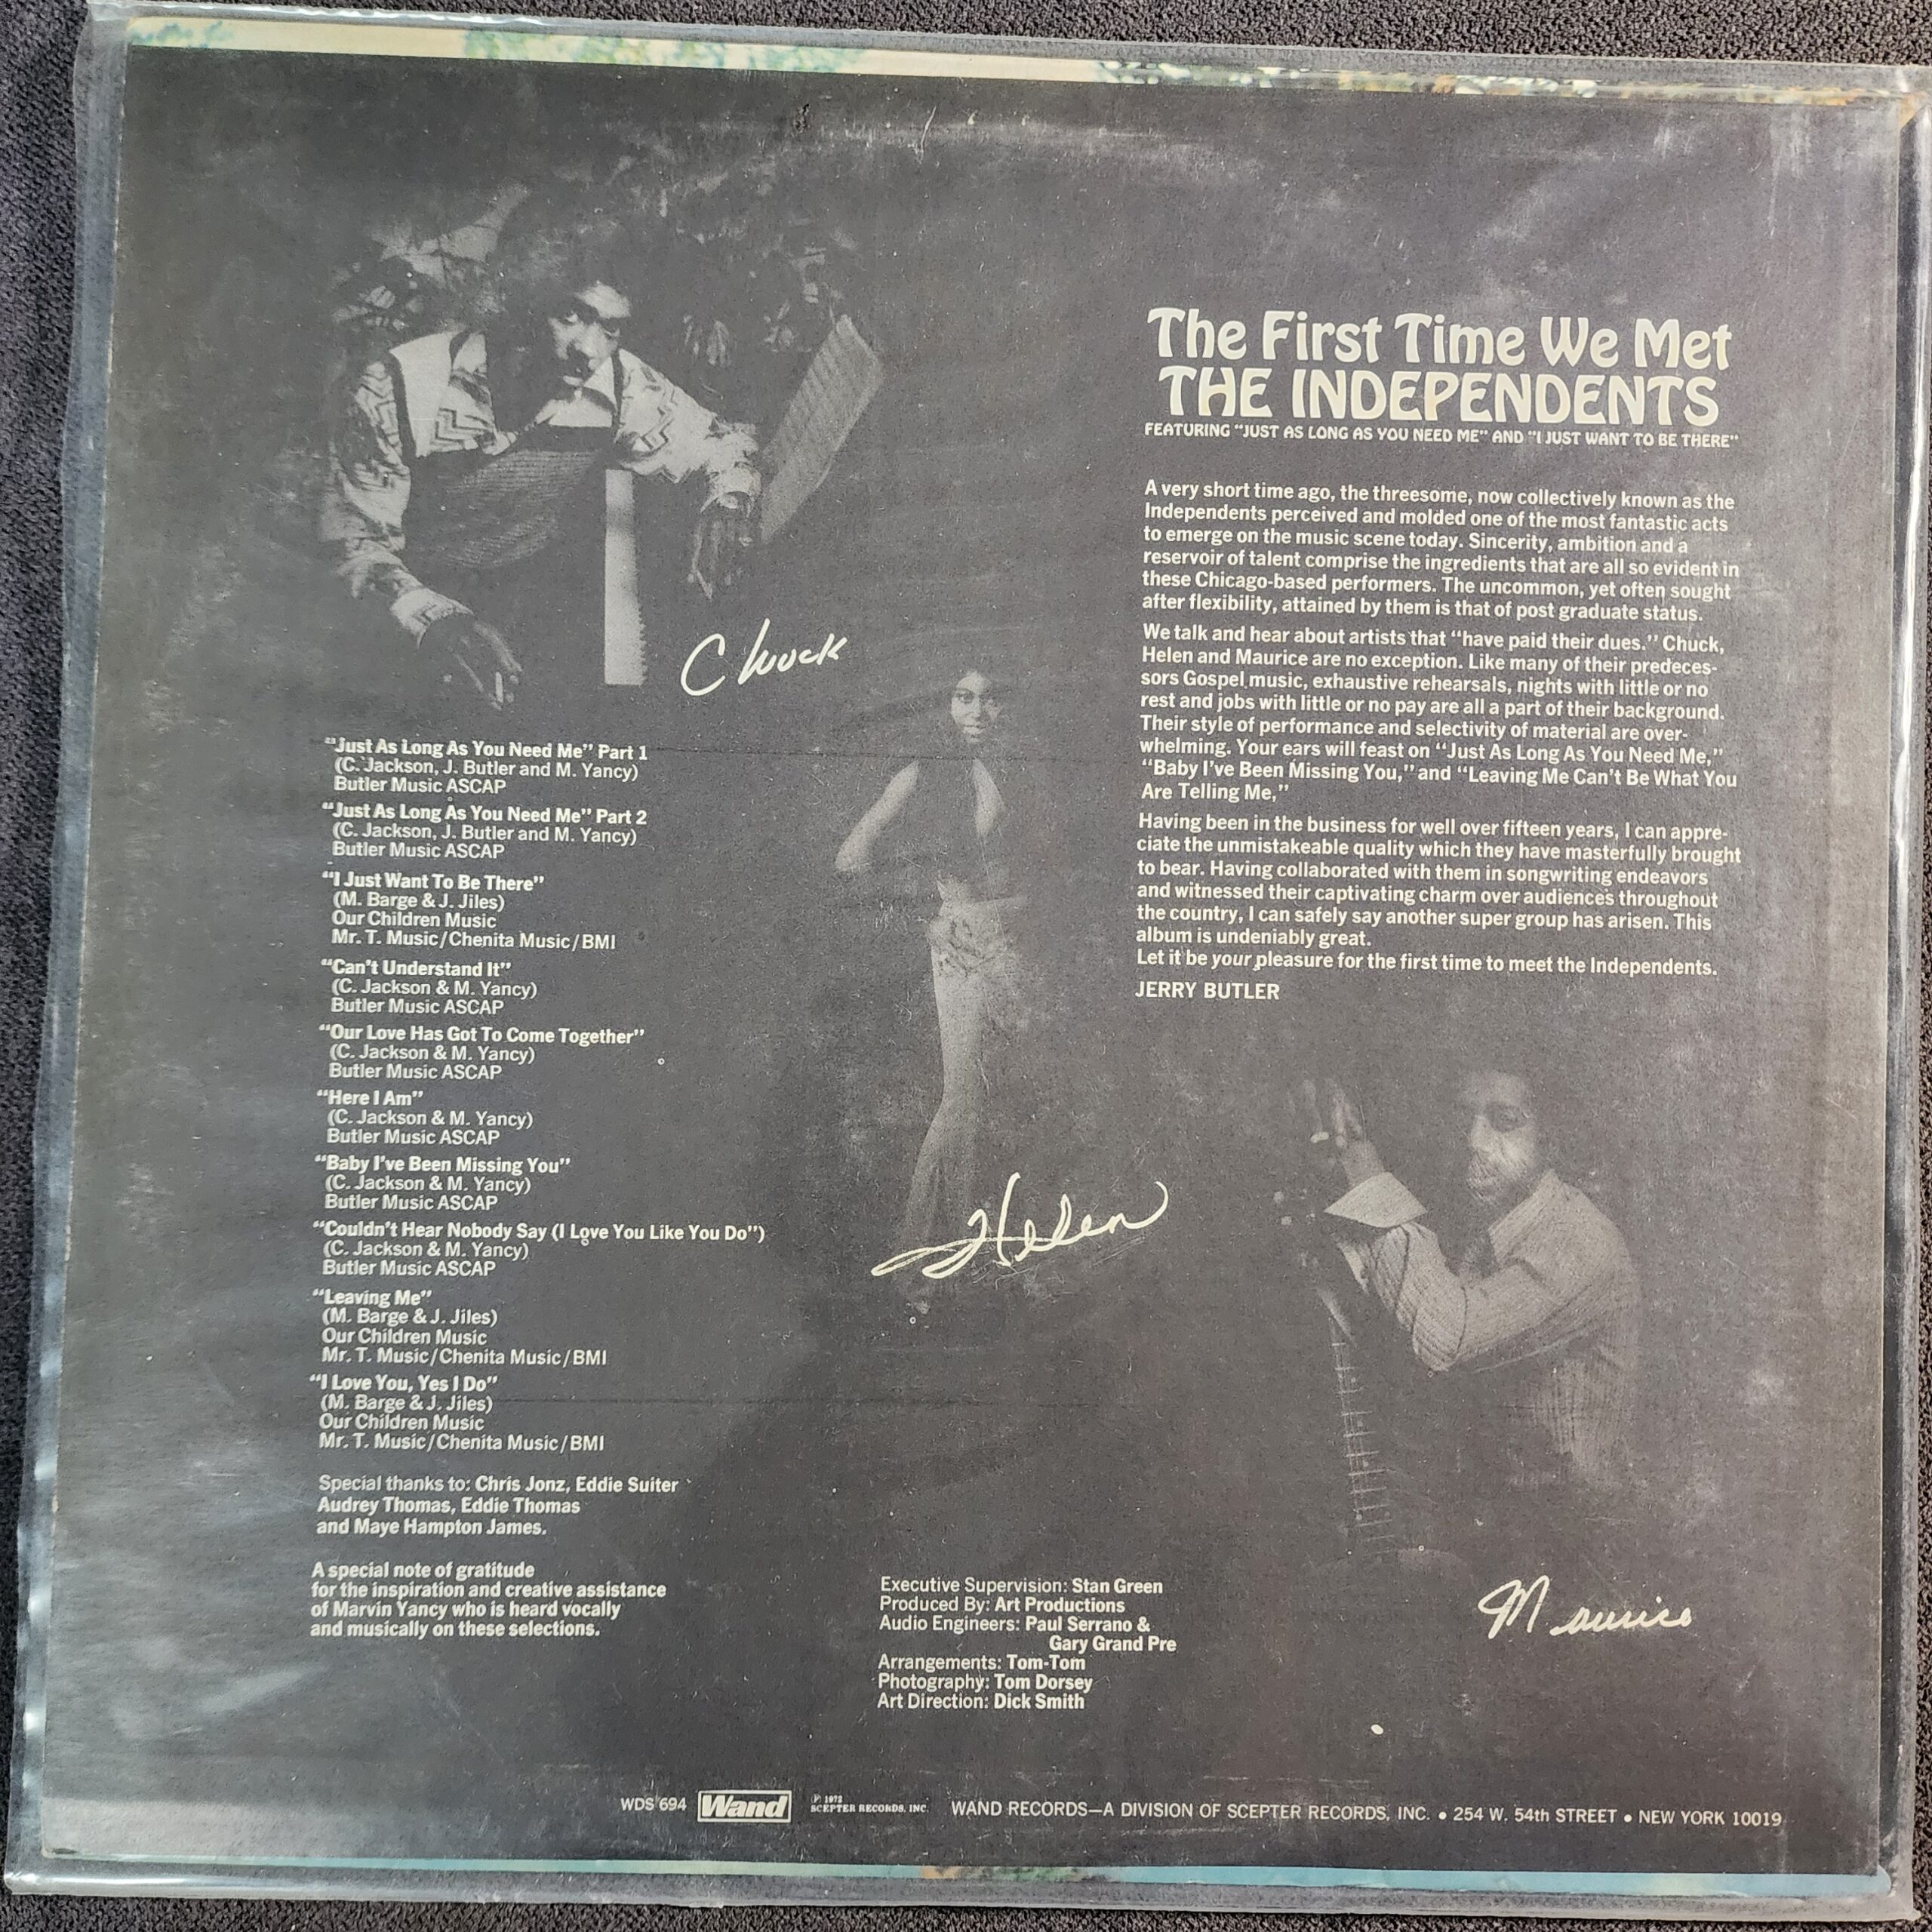 The First Time We Met
THE INDEPENDENTS
FEATURING "JUST AS LONG AS YOU NEED ME" AND "I JUST WANT TO BE THERE"
A very short time ago, the threesome, now collectively known as the
Independents perceived and molded one of the most fantastic acts
to emerge on the music scene today. Sincerity, ambition and a
reservoir of talent comprise the ingredients that are all so evident in
these Chicago-based performers. The uncommon, yet often sought
after flexibility, attained by them is that of post graduate status.
We talk and hear about artists that "have paid their dues." Chuck,
Helen and Maurice are no exception. Like many of their predeces-
sors Gospel music, exhaustive rehearsals, nights with little or no
rest and jobs with little or no pay are all a part of their background.
Their style of performance and selectivity of material are over-
whelming. Your ears will feast on "Just As Long As You Need Me,"
"Baby I've Been Missing You," and "Leaving Me Can't Be What You
Are Telling Me,"
Having been in the business for well over fifteen years, I can appre-
ciate the unmistakeable quality which they have masterfully brought
to bear. Having collaborated with them in songwriting endeavors
and witnessed their captivating charm over audiences throughout
the country, I can safely say another super group has arisen. This
album is undeniably great.
Let it be your pleasure for the first time to meet the Independents.
JERRY BUTLER
Chuck
"Just As Long As You Need Me" Part 1
(C. Jackson, J. Butler and M. Yancy)
Butler Music ASCAP
"Just As Long As You Need Me" Part 2
(C. Jackson, J. Butler and M. Yancy)
Butler Music ASCAP
"I Just Want To Be There"
(M. Barge & J. Jiles)
Our Children Music
Mr. T. Music/Chenita Music/BMI
"Can't Understand It"
(C. Jackson & M. Yancy)
Butler Music ASCAP
"Our Love Has Got To Come Together"
(C. Jackson & M. Yancy)
Butler Music ASCAP
"Here I Am"
(C. Jackson & M. Yancy)
Butler Music ASCAP
"Baby I've Been Missing You"
(C. Jackson & M. Yancy)
Butler Music ASCAP
"Couldn't Hear Nobody Say (I Love You Like You Do")
(C. Jackson & M. Yancy)
Butler Music ASCAP
"Leaving Me"
(M. Barge & J. Jiles)
Our Children Music
Mr. T. Music/Chenita Music/BMI
"I Love You, Yes I Do"
(M. Barge & J. Jiles)
Our Children Music
Mr. T. Music/Chenita Music/BMI
Special thanks to: Chris Jonz, Eddie Suiter
Audrey Thomas, Eddie Thomas
and Maye Hampton James.
A special note of gratitude
for the inspiration and creative assistance
of Marvin Yancy who is heard vocally
and musically on these selections.
Helen
Executive Supervision: Stan Green
Produced By: Art Productions
Audio Engineers: Paul Serrano &
Gary Grand Pre
Arrangements: Tom-Tom
Photography: Tom Dorsey
Art Direction: Dick Smith
Maurice
WDS 694 Wand
℗ 1972
SCEPTER RECORDS, INC.
WAND RECORDS—A DIVISION OF SCEPTER RECORDS, INC. • 254 W. 54th STREET • NEW YORK 10019